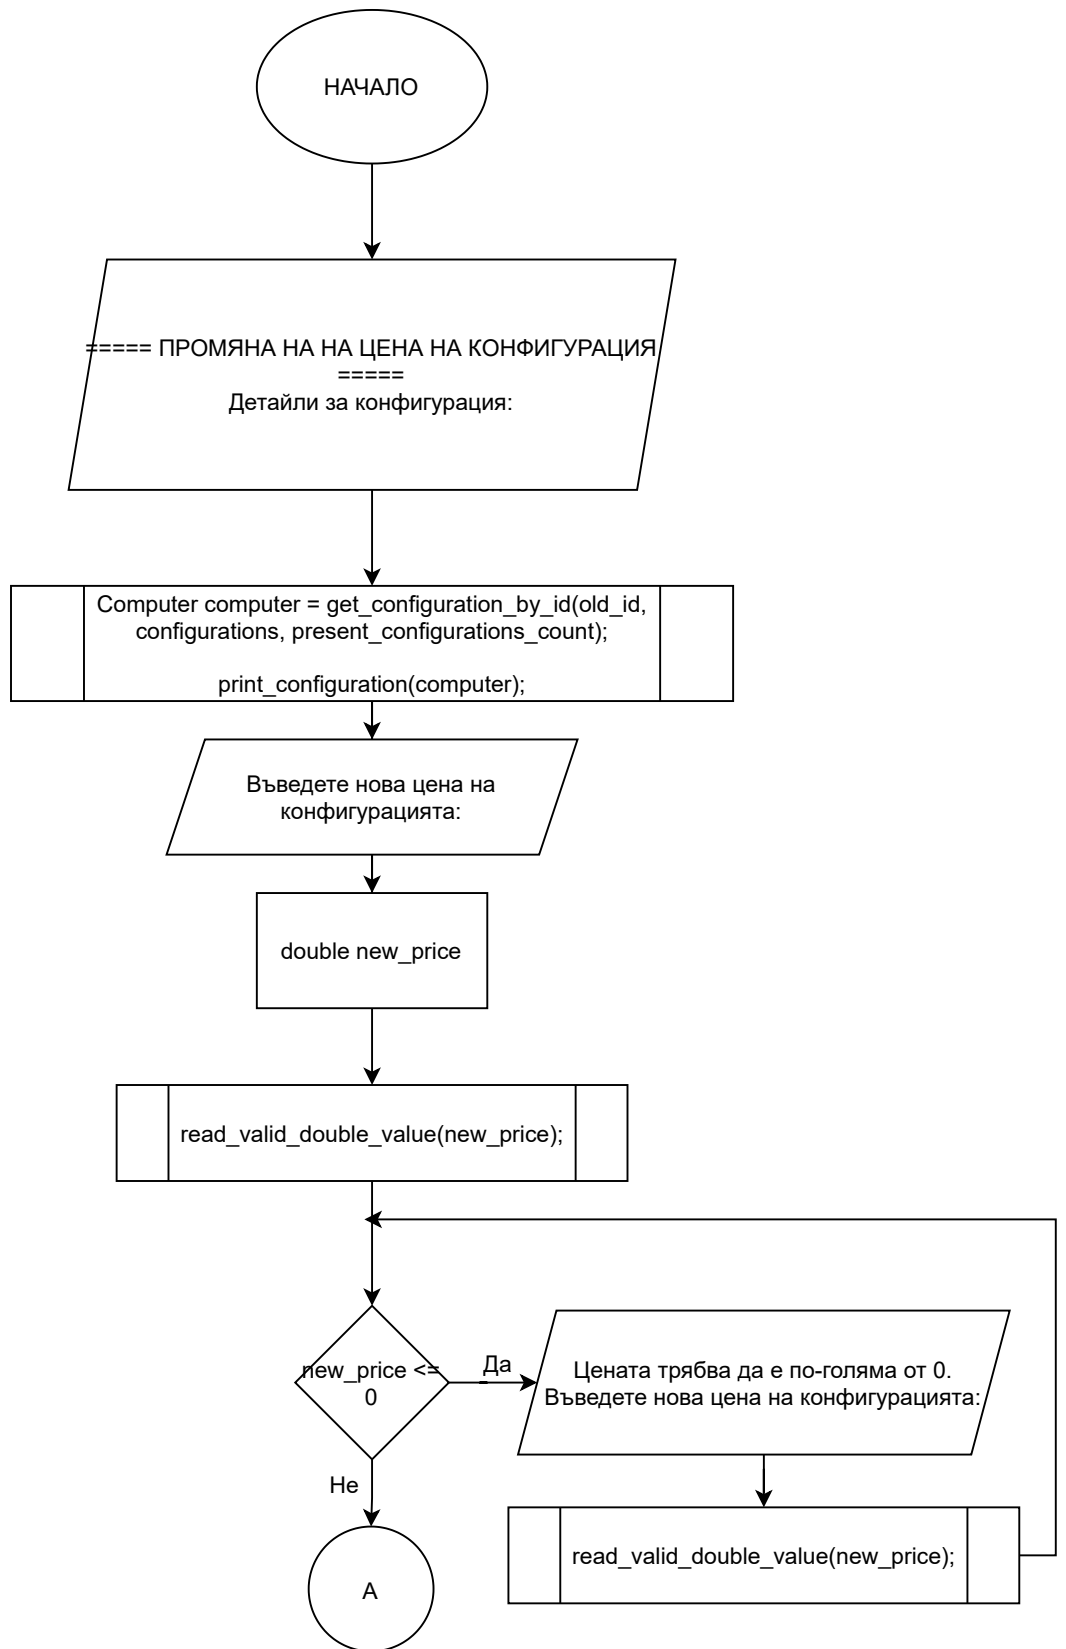 НАЧАЛО
===== ПРОМЯНА НА НА ЦЕНА НА КОНФИГУРАЦИЯ
=====
Детайли за конфигурация:
Computer computer = get_configuration_by_id(old_id,
configurations, present_configurations_count);
print_configuration(computer);
Въведете нова цена на
конфигурацията:
double new_price
read_valid_double_value(new_price);
new_price <=
0
Да
Цената трябва да е по-голяма от 0.
Въведете нова цена на конфигурацията:
Не
read_valid_double_value(new_price);
A